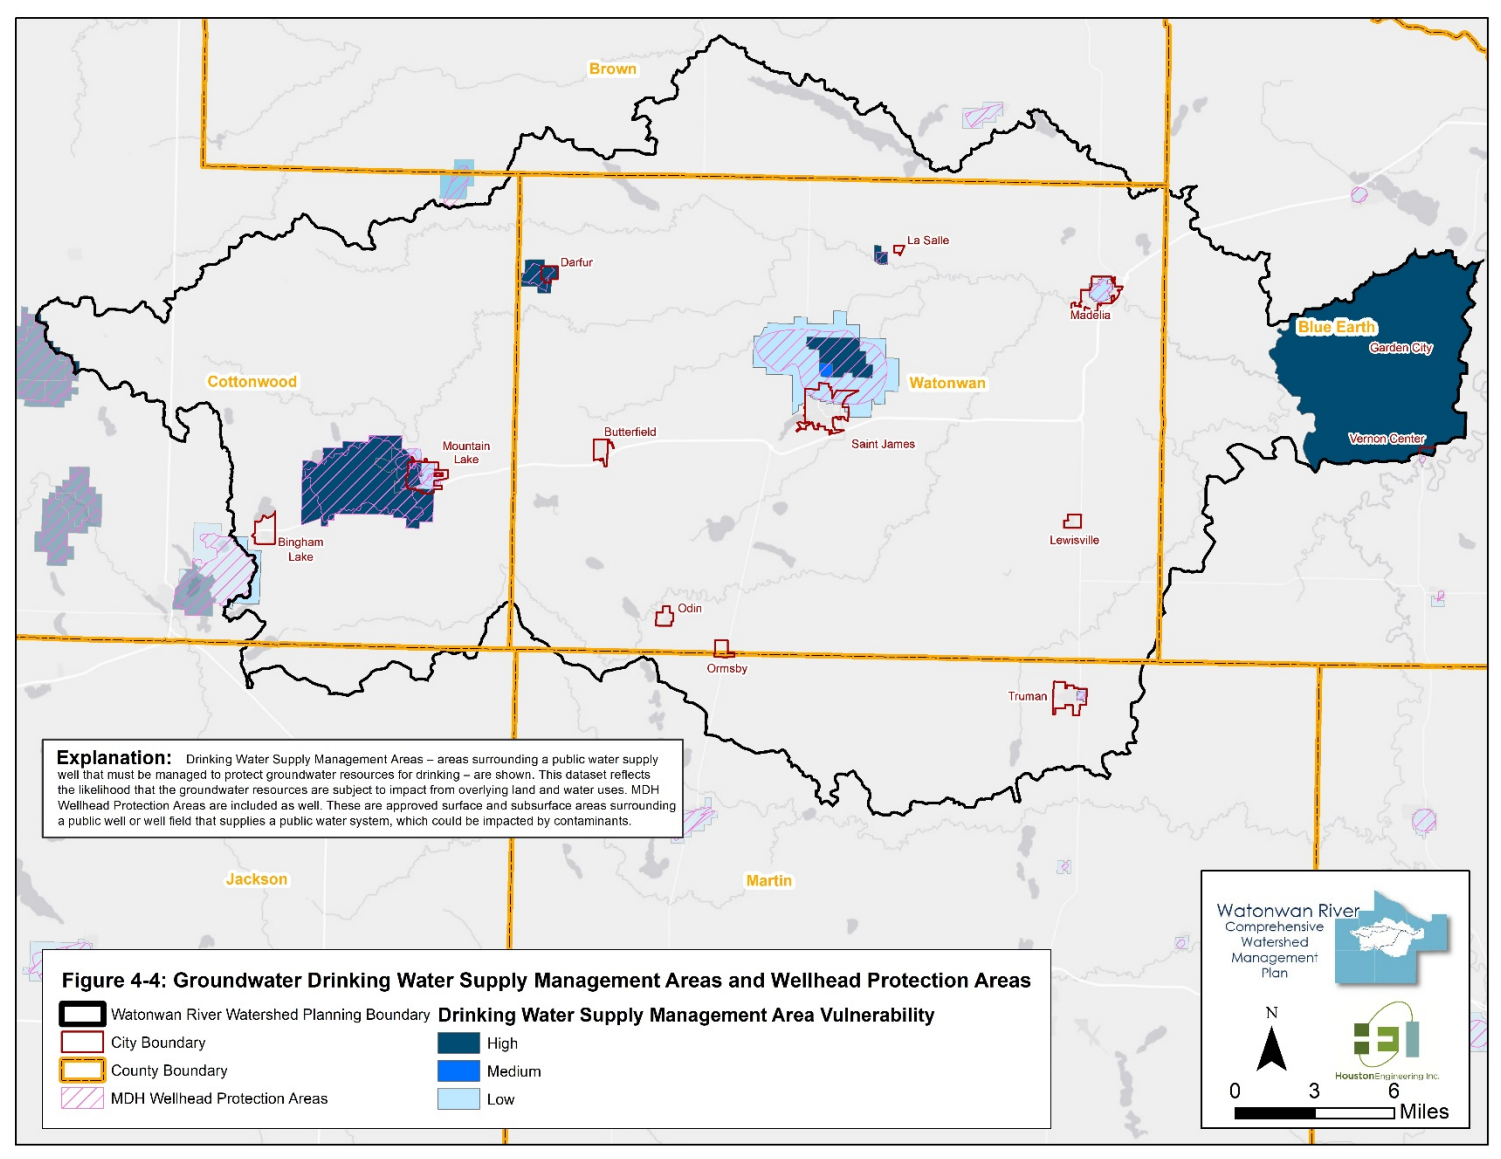 Brown
La Salle
Darfur
Madelia
Blue Earth
Garden City
Cottonwood
Watonwan
Butterfield
Vernon Center
Saint James
Mountain
Lake
Bingham
Lake
Lewisville
Odin
Ormsby
Truman
Explanation: Drinking Water Supply Management Areas – areas surrounding a public water supply
well that must be managed to protect groundwater resources for drinking – are shown. This dataset reflects
the likelihood that the groundwater resources are subject to impact from overlying land and water uses. MDH
Wellhead Protection Areas are included as well. These are approved surface and subsurface areas surrounding
a public well or well field that supplies a public water system, which could be impacted by contaminants.
Jackson
Martin
Figure 4-4: Groundwater Drinking Water Supply Management Areas and Wellhead Protection Areas
Watonwan River Watershed Planning Boundary
City Boundary
County Boundary
MDH Wellhead Protection Areas
Drinking Water Supply Management Area Vulnerability
High
Medium
Low
Watonwan River
Comprehensive
Watershed
Management
Plan
N
HoustonEngineering Inc.
0 3 6
Miles